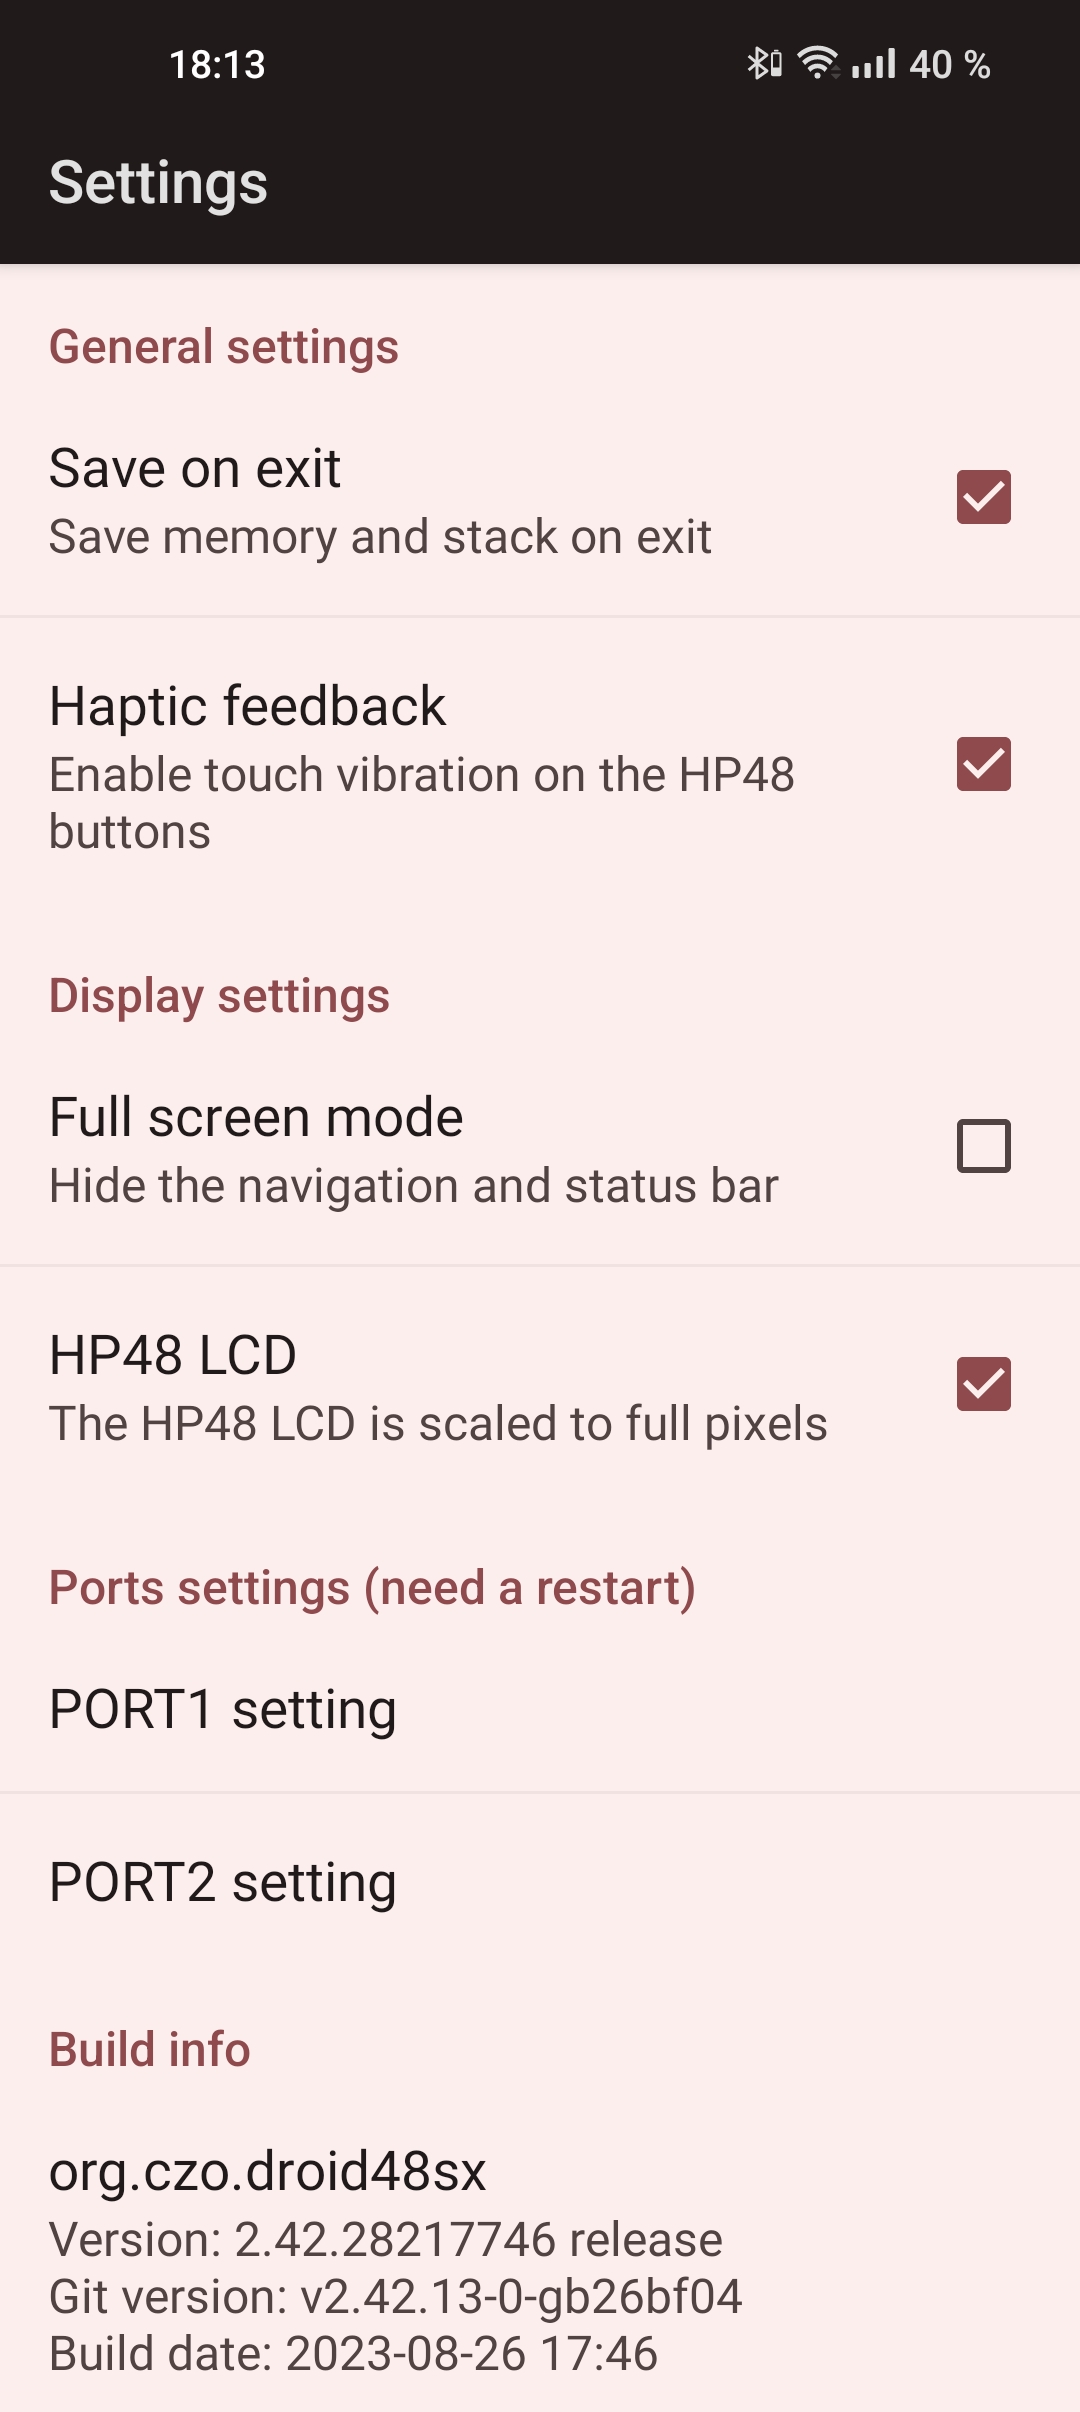 18:13
40 %
Settings
General settings
Save on exit
Save memory and stack on exit
Haptic feedback
Enable touch vibration on the HP48
buttons
Display settings
Full screen mode
Hide the navigation and status bar
HP48 LCD
The HP48 LCD is scaled to full pixels
Ports settings (need a restart)
PORT1 setting
PORT2 setting
Build info
org.czo.droid48sx
Version: 2.42.28217746 release
Git version: v2.42.13-0-gb26bf04
Build date: 2023-08-26 17:46